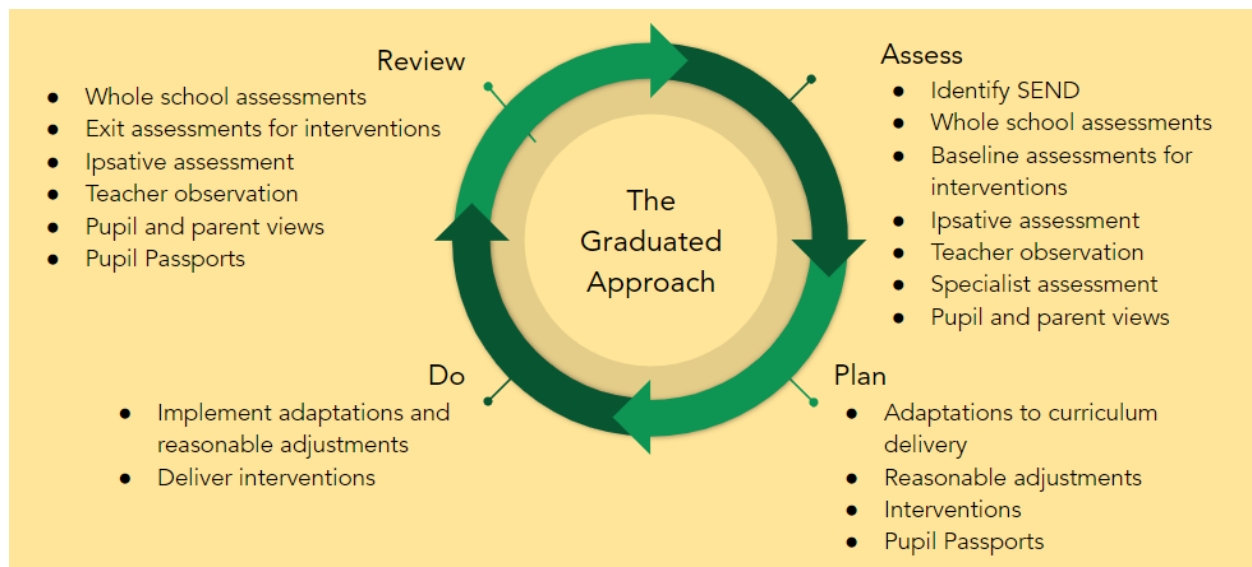 Review
● Whole school assessments
● Exit assessments for interventions
● Ipsative assessment
● Teacher observation
● Pupil and parent views
● Pupil Passports
The
Graduated
Approach
Assess
● Identify SEND
● Whole school assessments
● Baseline assessments for
interventions
● Ipsative assessment
● Teacher observation
● Specialist assessment
● Pupil and parent views
Do
● Implement adaptations and
reasonable adjustments
● Deliver interventions
Plan
● Adaptations to curriculum
delivery
● Reasonable adjustments
● Interventions
● Pupil Passports